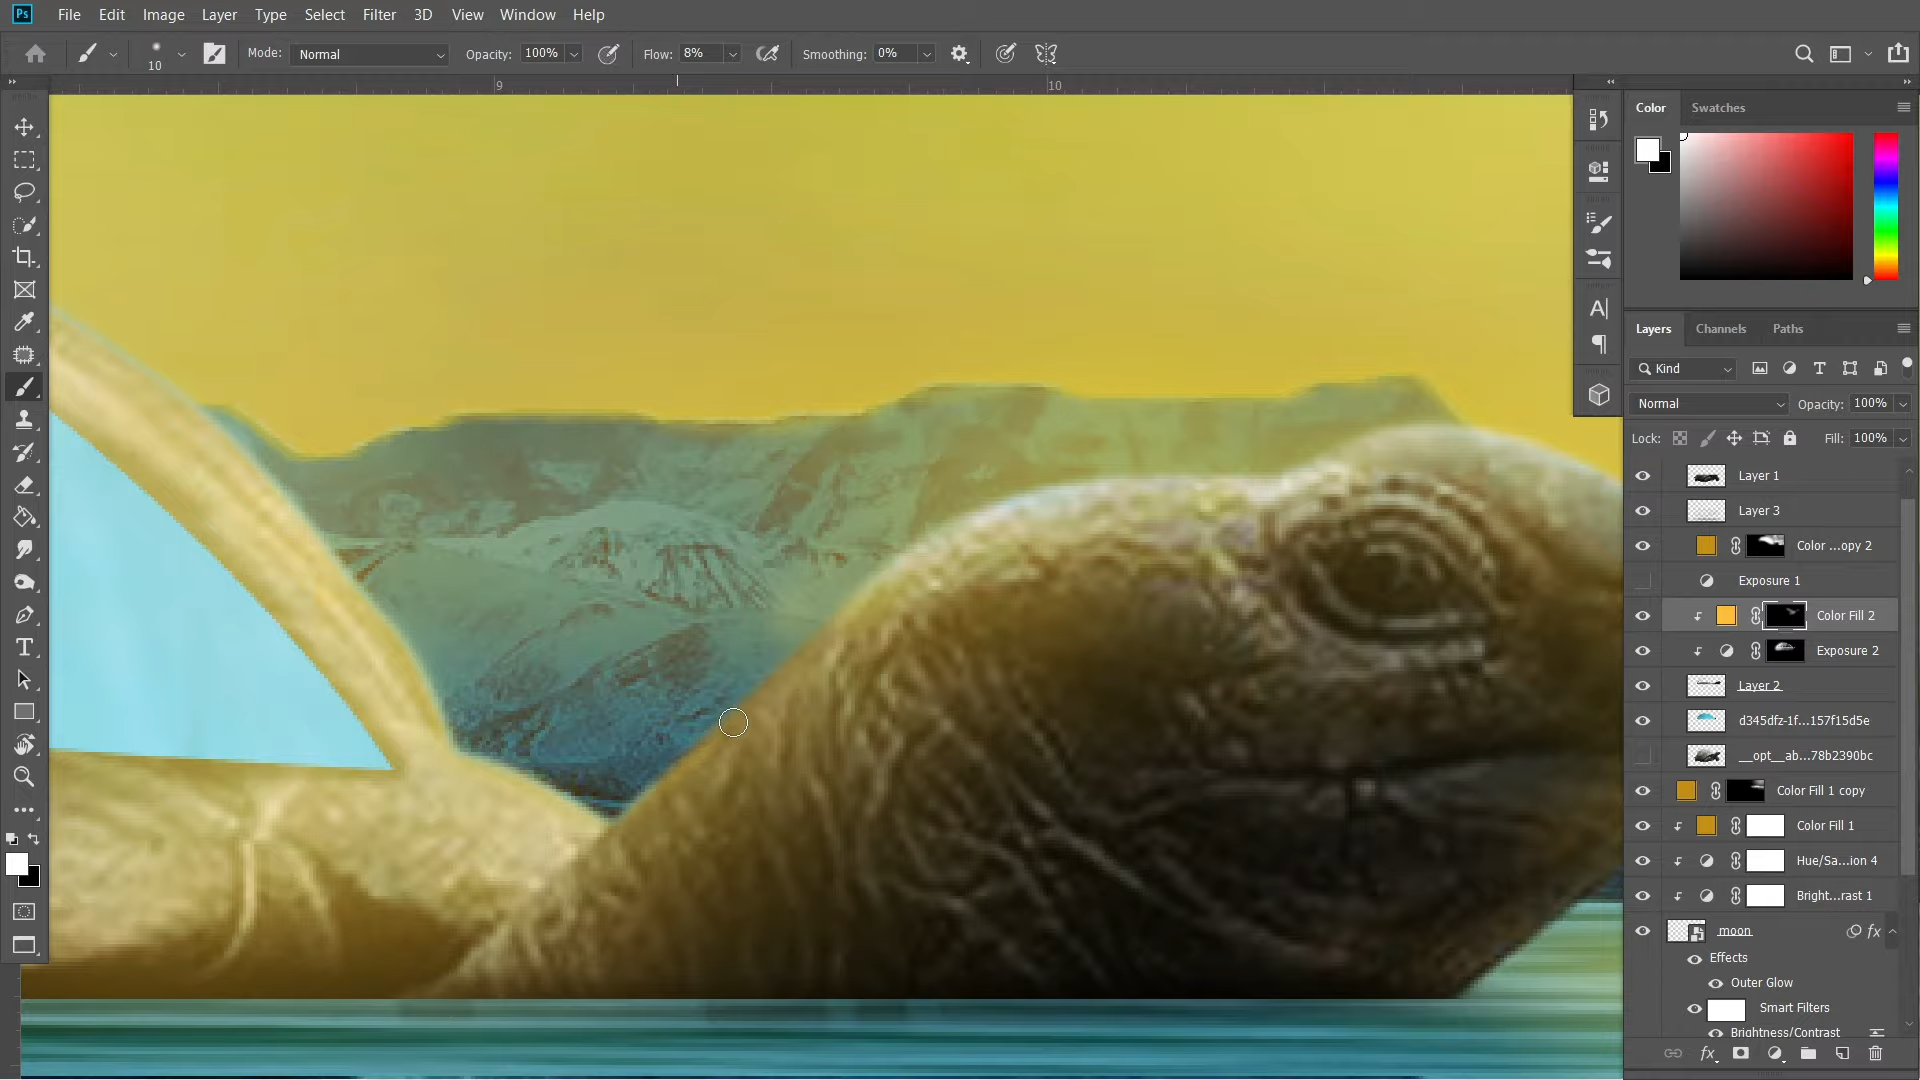 Ps File Edit Image Layer Type Select Filter 3D View Window Help
10 Mode: Normal Opacity: 100% Flow: 8% Smoothing: 0%
9 10
Color Swatches
Layers Channels Paths
Kind
Normal Opacity: 100%
Lock: Fill: 100%
Layer 1
Layer 3
Color ...opy 2
Exposure 1
Color Fill 2
Exposure 2
Layer 2
d345dfz-1f...157f15d5e
__opt__ab...78b2390bc
Color Fill 1 copy
Color Fill 1
Hue/Sa...ion 4
Bright...rast 1
moon fx
Effects
Outer Glow
Smart Filters
Brightness/Contrast
fx